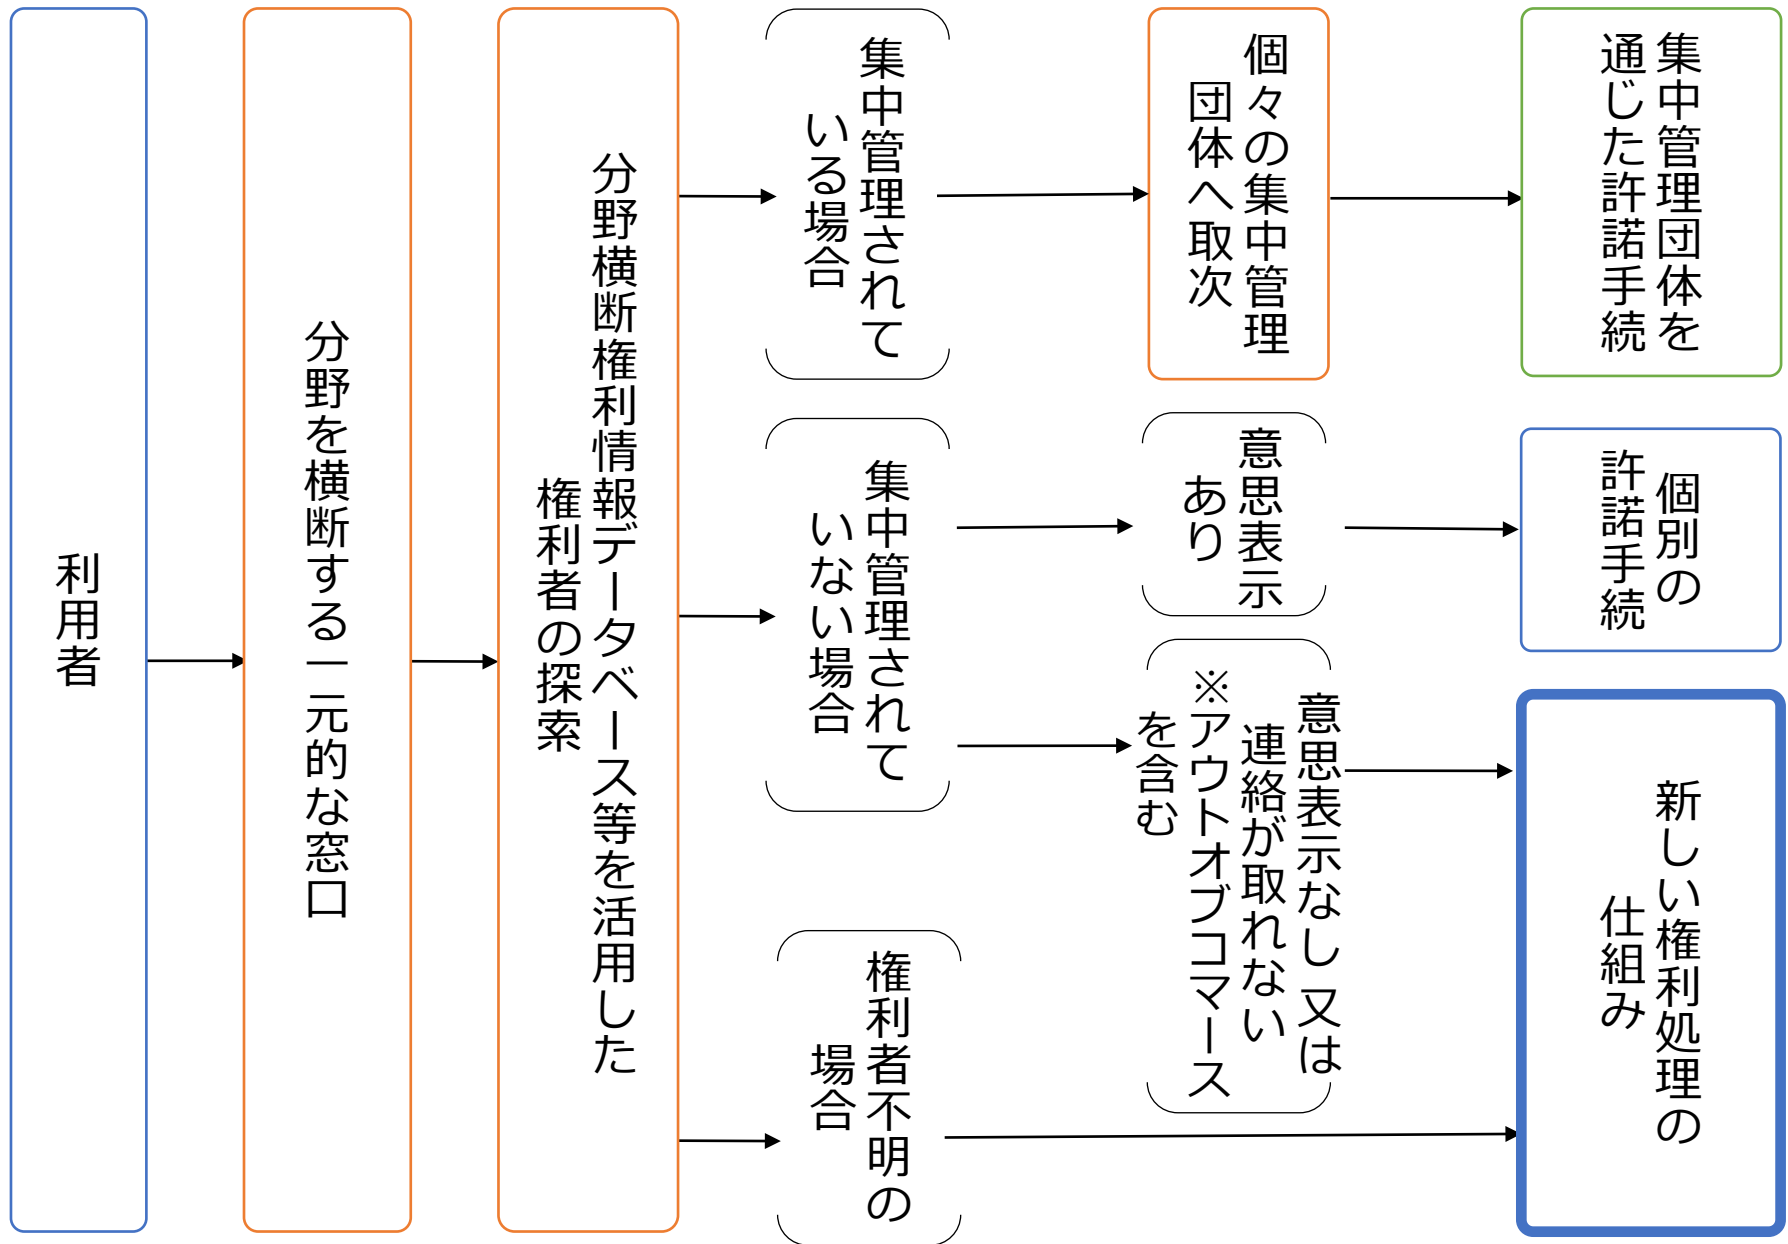 利用者
分野を横断する一元的な窓口
分野横断権利情報データベース等を活用した
権利者の探索
集中管理されて
いる場合
個々の集中管理
団体へ取次
集中管理団体を
通じた許諾手続
集中管理されて
いない場合
意思表示
あり
個別の
許諾手続
意思表示なし又は
連絡が取れない
※アウトオブコマース
を含む
権利者不明の
場合
新しい権利処理の
仕組み